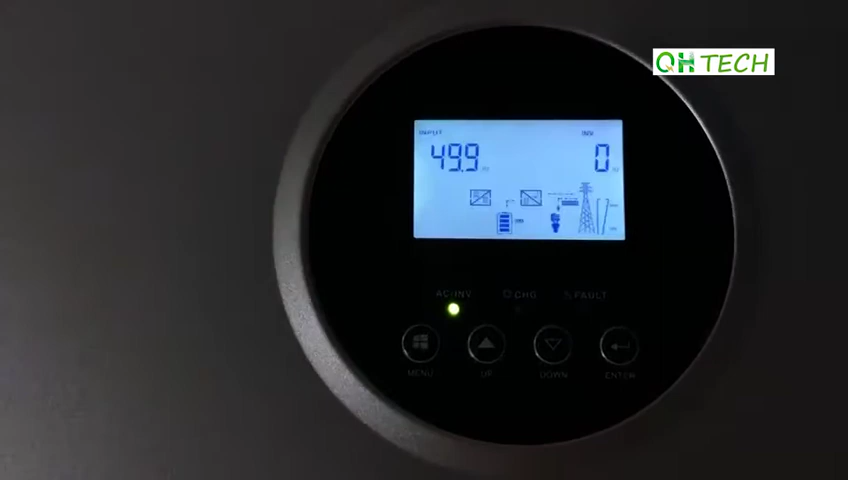 QH TECH
INPUT
INV
49.9
0
AC/INV
CHG
FAULT
MENU
UP
DOWN
ENTER